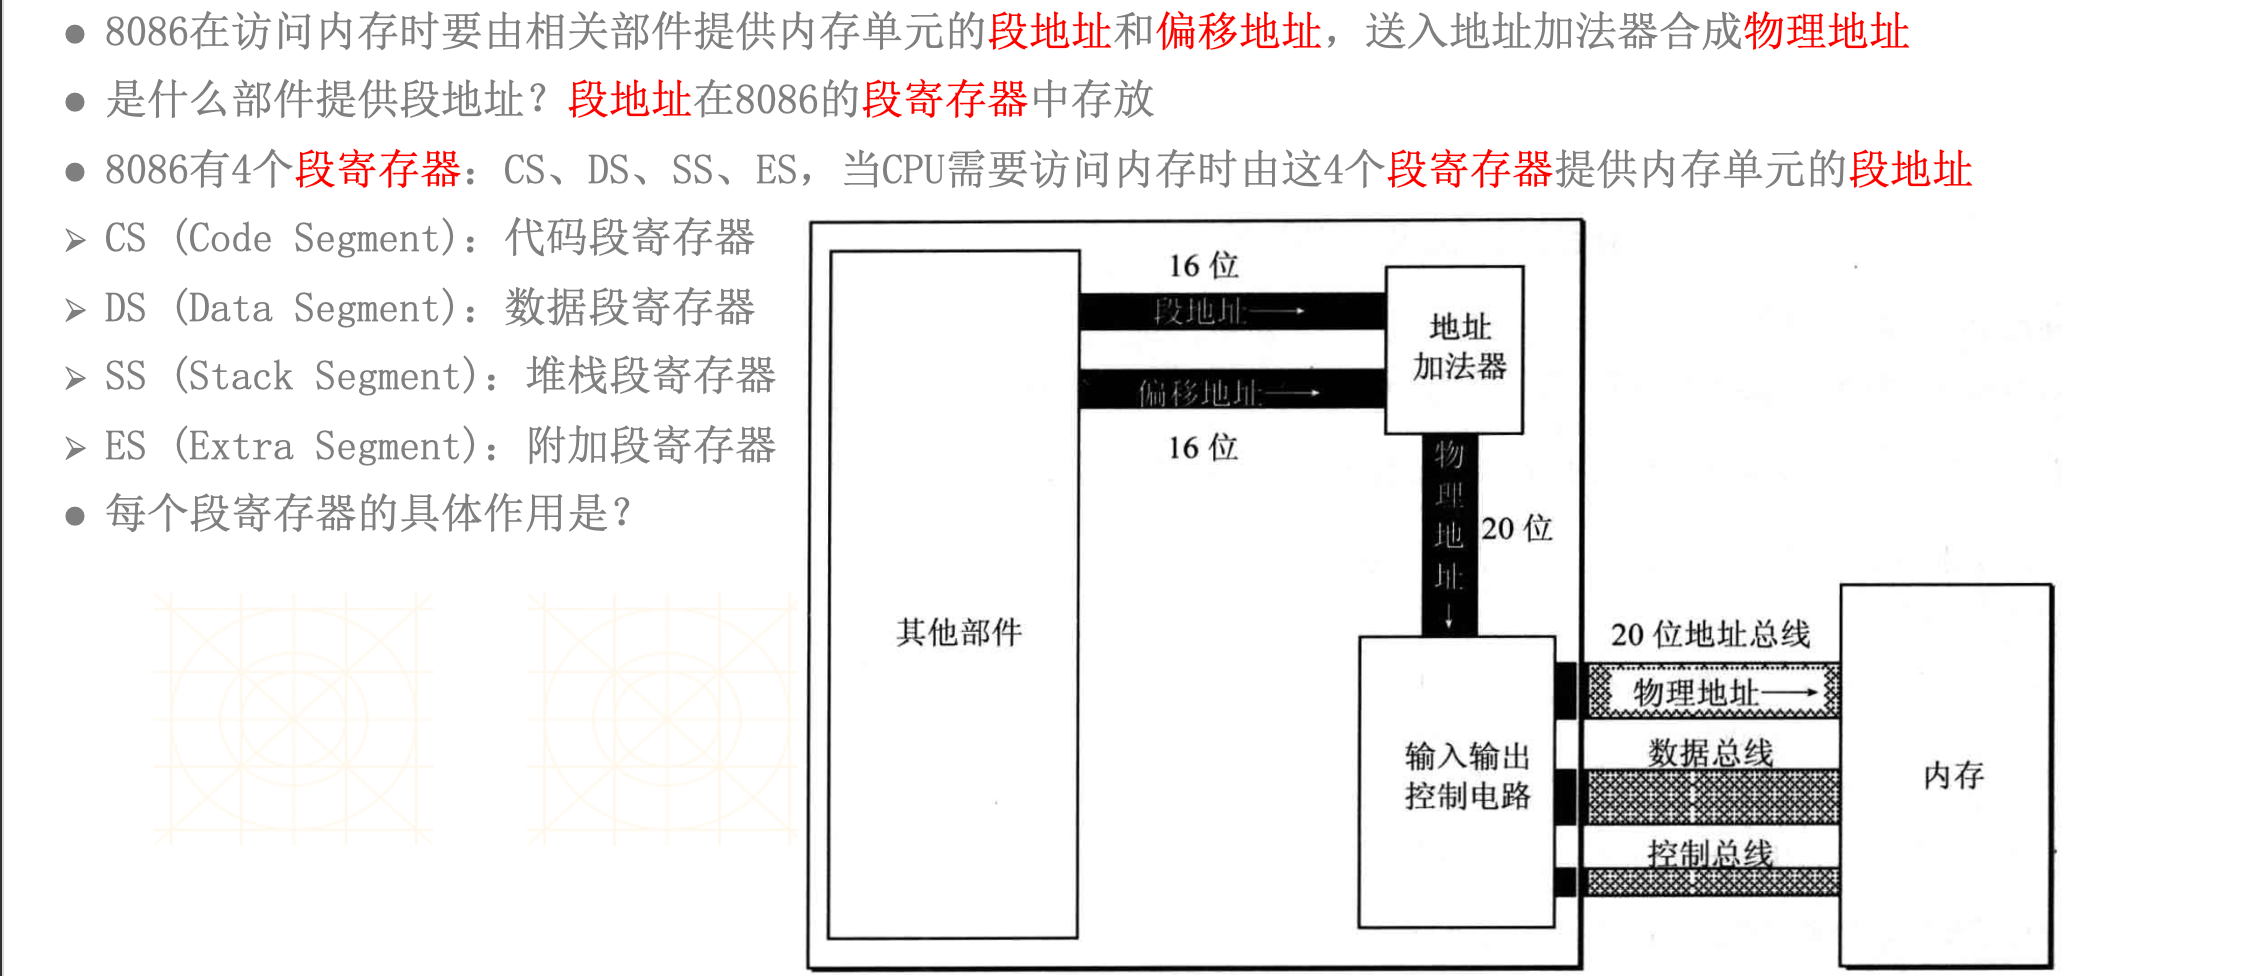 8086在访问内存时要由相关部件提供内存单元的段地址和偏移地址，送入地址加法器合成物理地址
是什么部件提供段地址？段地址在8086的段寄存器中存放
8086有4个段寄存器：CS、DS、SS、ES，当CPU需要访问内存时由这4个段寄存器提供内存单元的段地址
CS (Code Segment)：代码段寄存器
DS (Data Segment)：数据段寄存器
SS (Stack Segment)：堆栈段寄存器
ES (Extra Segment)：附加段寄存器
每个段寄存器的具体作用是？
16 位
段地址
偏移地址
16 位
地址
加法器
物理地址
20 位
其他部件
输入输出
控制电路
20 位地址总线
物理地址
数据总线
控制总线
内存